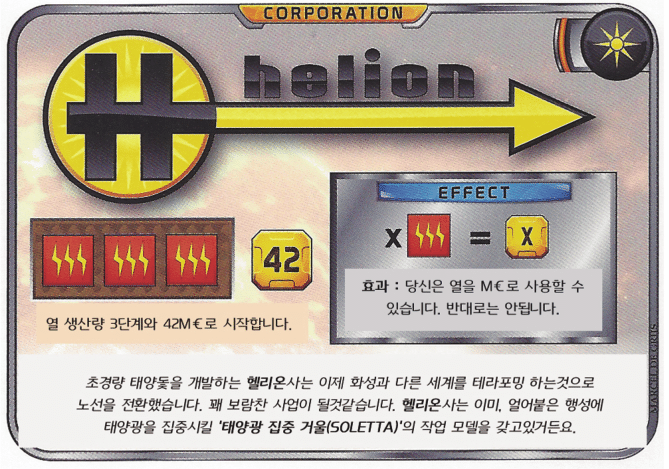 CORPORATION
helion
EFFECT
X = X
42
효과 : 당신은 열을 M€로 사용할 수
있습니다. 반대로는 안됩니다.
열 생산량 3단계와 42M€로 시작합니다.
초경량 태양돛을 개발하는 헬리온사는 이제 화성과 다른 세계를 테라포밍 하는것으로
노선을 전환했습니다. 꽤 보람찬 사업이 될것같습니다. 헬리온사는 이미, 얼어붙은 행성에
태양광을 집중시킬 '태양광 집중 거울(SOLETTA)'의 작업 모델을 갖고있거든요.